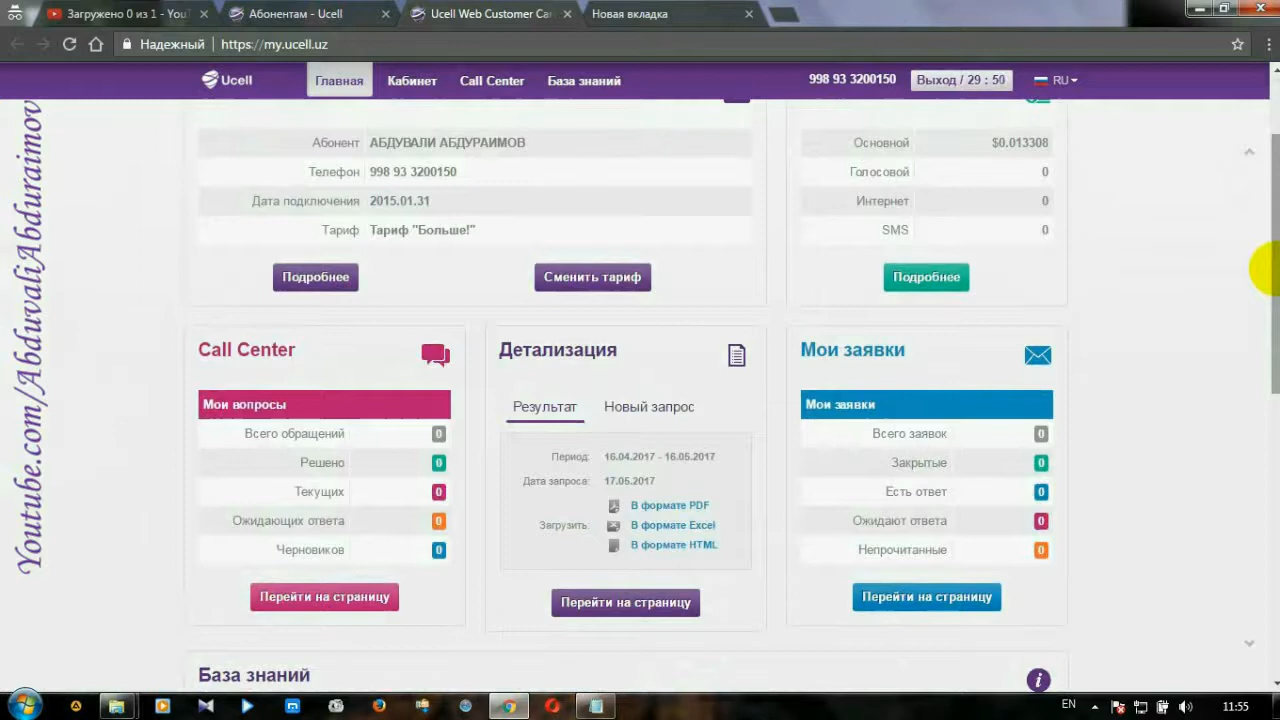 Загружено 0 из 1 - YouT
Абонентам - Ucell
Ucell Web Customer Ca
Новая вкладка
Надежный
https://my.ucell.uz
Ucell
Главная
Кабинет
Call Center
База знаний
998 93 3200150
Выход / 29 : 50
RU
Абонент АБДУВАЛИ АБДУРАИМОВ
Телефон 998 93 3200150
Дата подключения 2015.01.31
Тариф Тариф "Больше!"
Подробнее
Сменить тариф
Основной $0.013308
Голосовой 0
Интернет 0
SMS 0
Подробнее
Call Center
Мои вопросы
Всего обращений 0
Решено 0
Текущих 0
Ожидающих ответа 0
Черновиков 0
Перейти на страницу
Детализация
Результат
Новый запрос
Период: 16.04.2017 - 16.05.2017
Дата запроса: 17.05.2017
Загрузить:
В формате PDF
В формате Excel
В формате HTML
Перейти на страницу
Мои заявки
Мои заявки
Всего заявок 0
Закрытые 0
Есть ответ 0
Ожидают ответа 0
Непрочитанные 0
Перейти на страницу
База знаний
Youtube.com/AbduvaliAbduraimov
EN
11:55